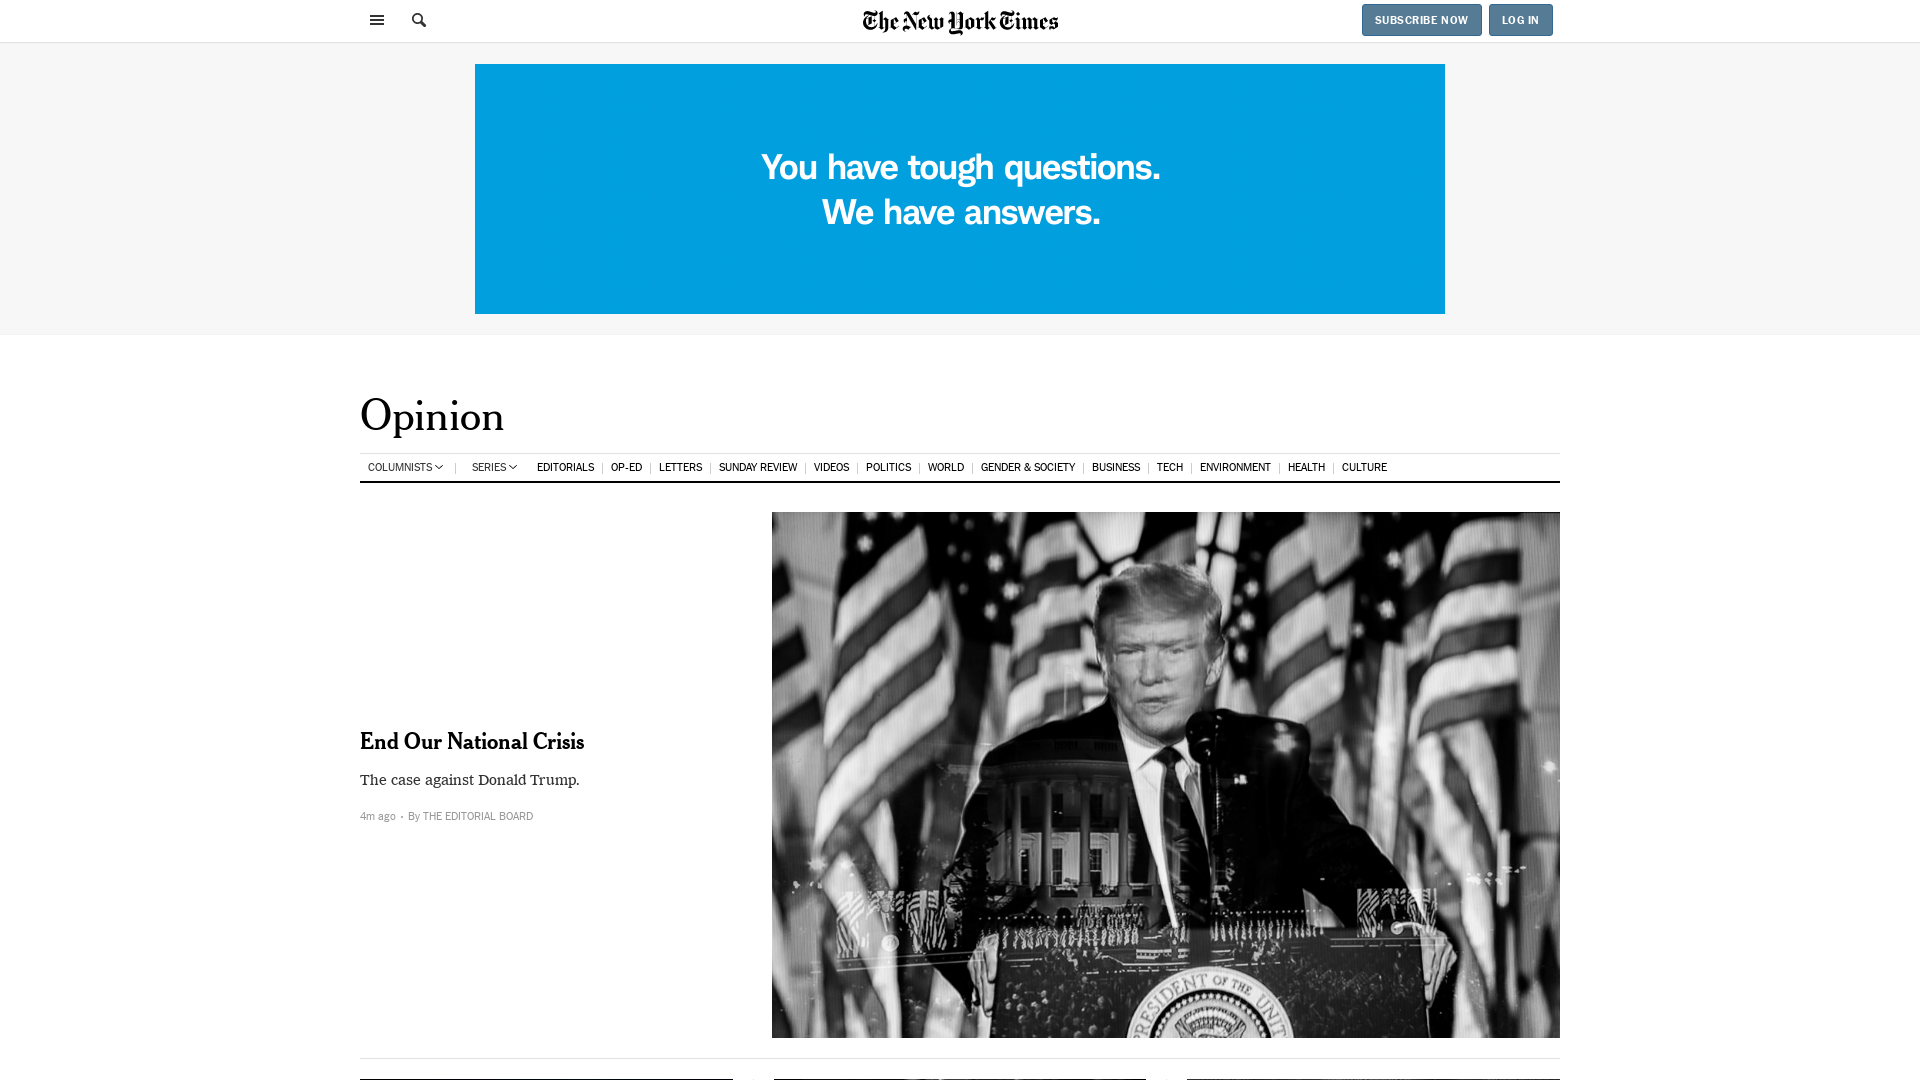 The New York Times
SUBSCRIBE NOW
LOG IN
You have tough questions.
We have answers.
Opinion
COLUMNISTS SERIES EDITORIALS OP-ED LETTERS SUNDAY REVIEW VIDEOS POLITICS WORLD GENDER & SOCIETY BUSINESS TECH ENVIRONMENT HEALTH CULTURE
End Our National Crisis
The case against Donald Trump.
4m ago · By THE EDITORIAL BOARD
PRESIDENT OF THE UNIT